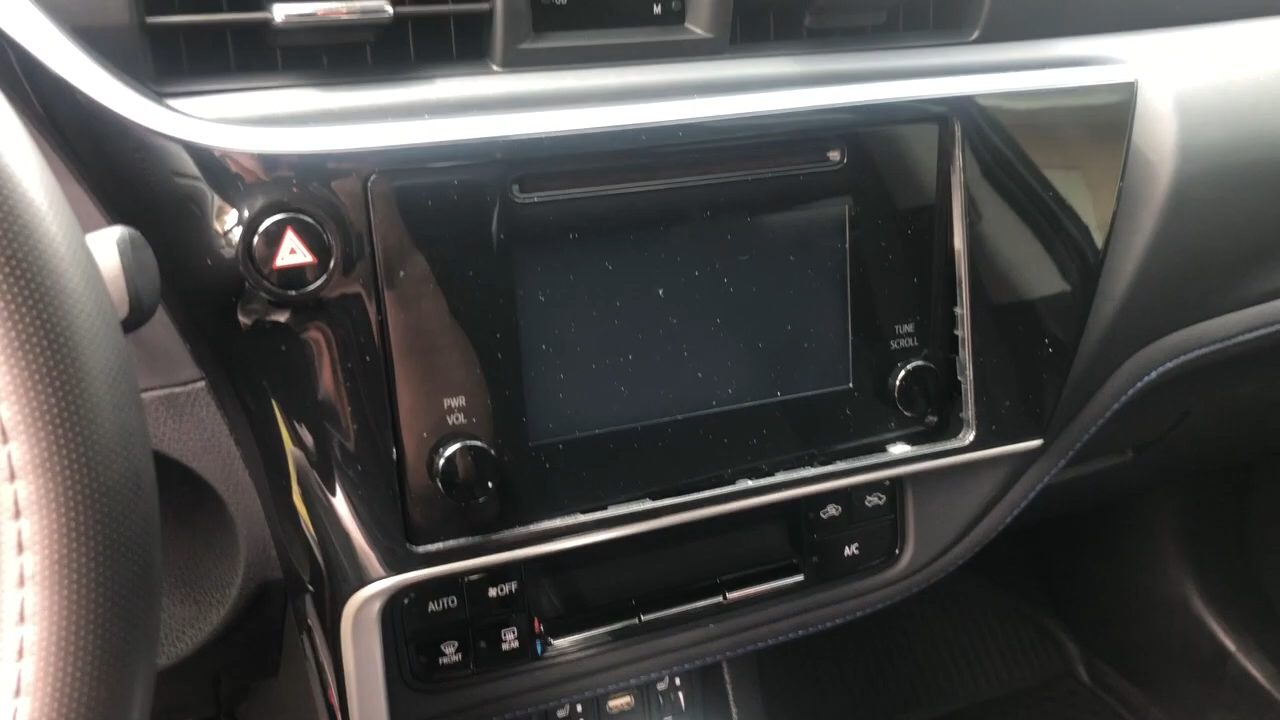 M
TUNE
SCROLL
PWR
VOL
A/C
AUTO
OFF
FRONT
REAR